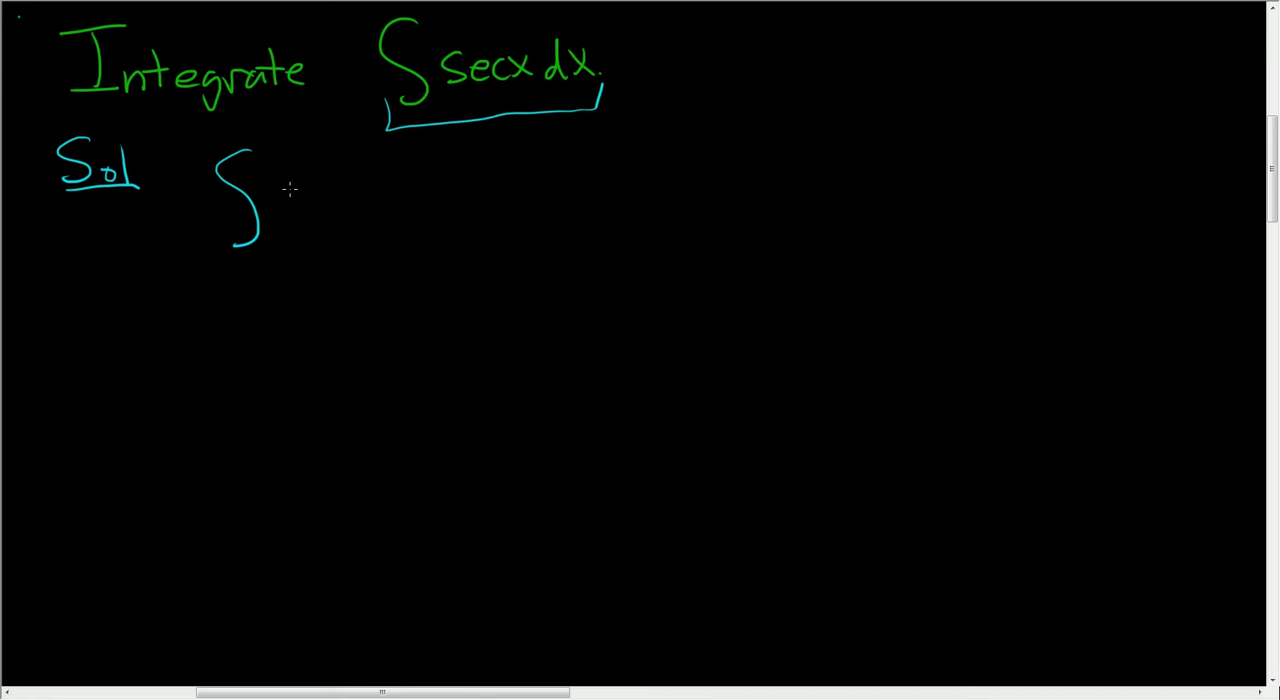 Integrate ∫ secx dx.
Sol ∫